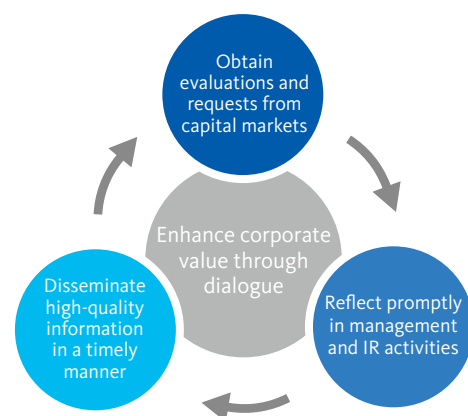 Obtain
evaluations and
requests from
capital markets
Enhance corporate
value through
dialogue
Disseminate
high-quality
information
in a timely
manner
Reflect promptly
in management
and IR activities